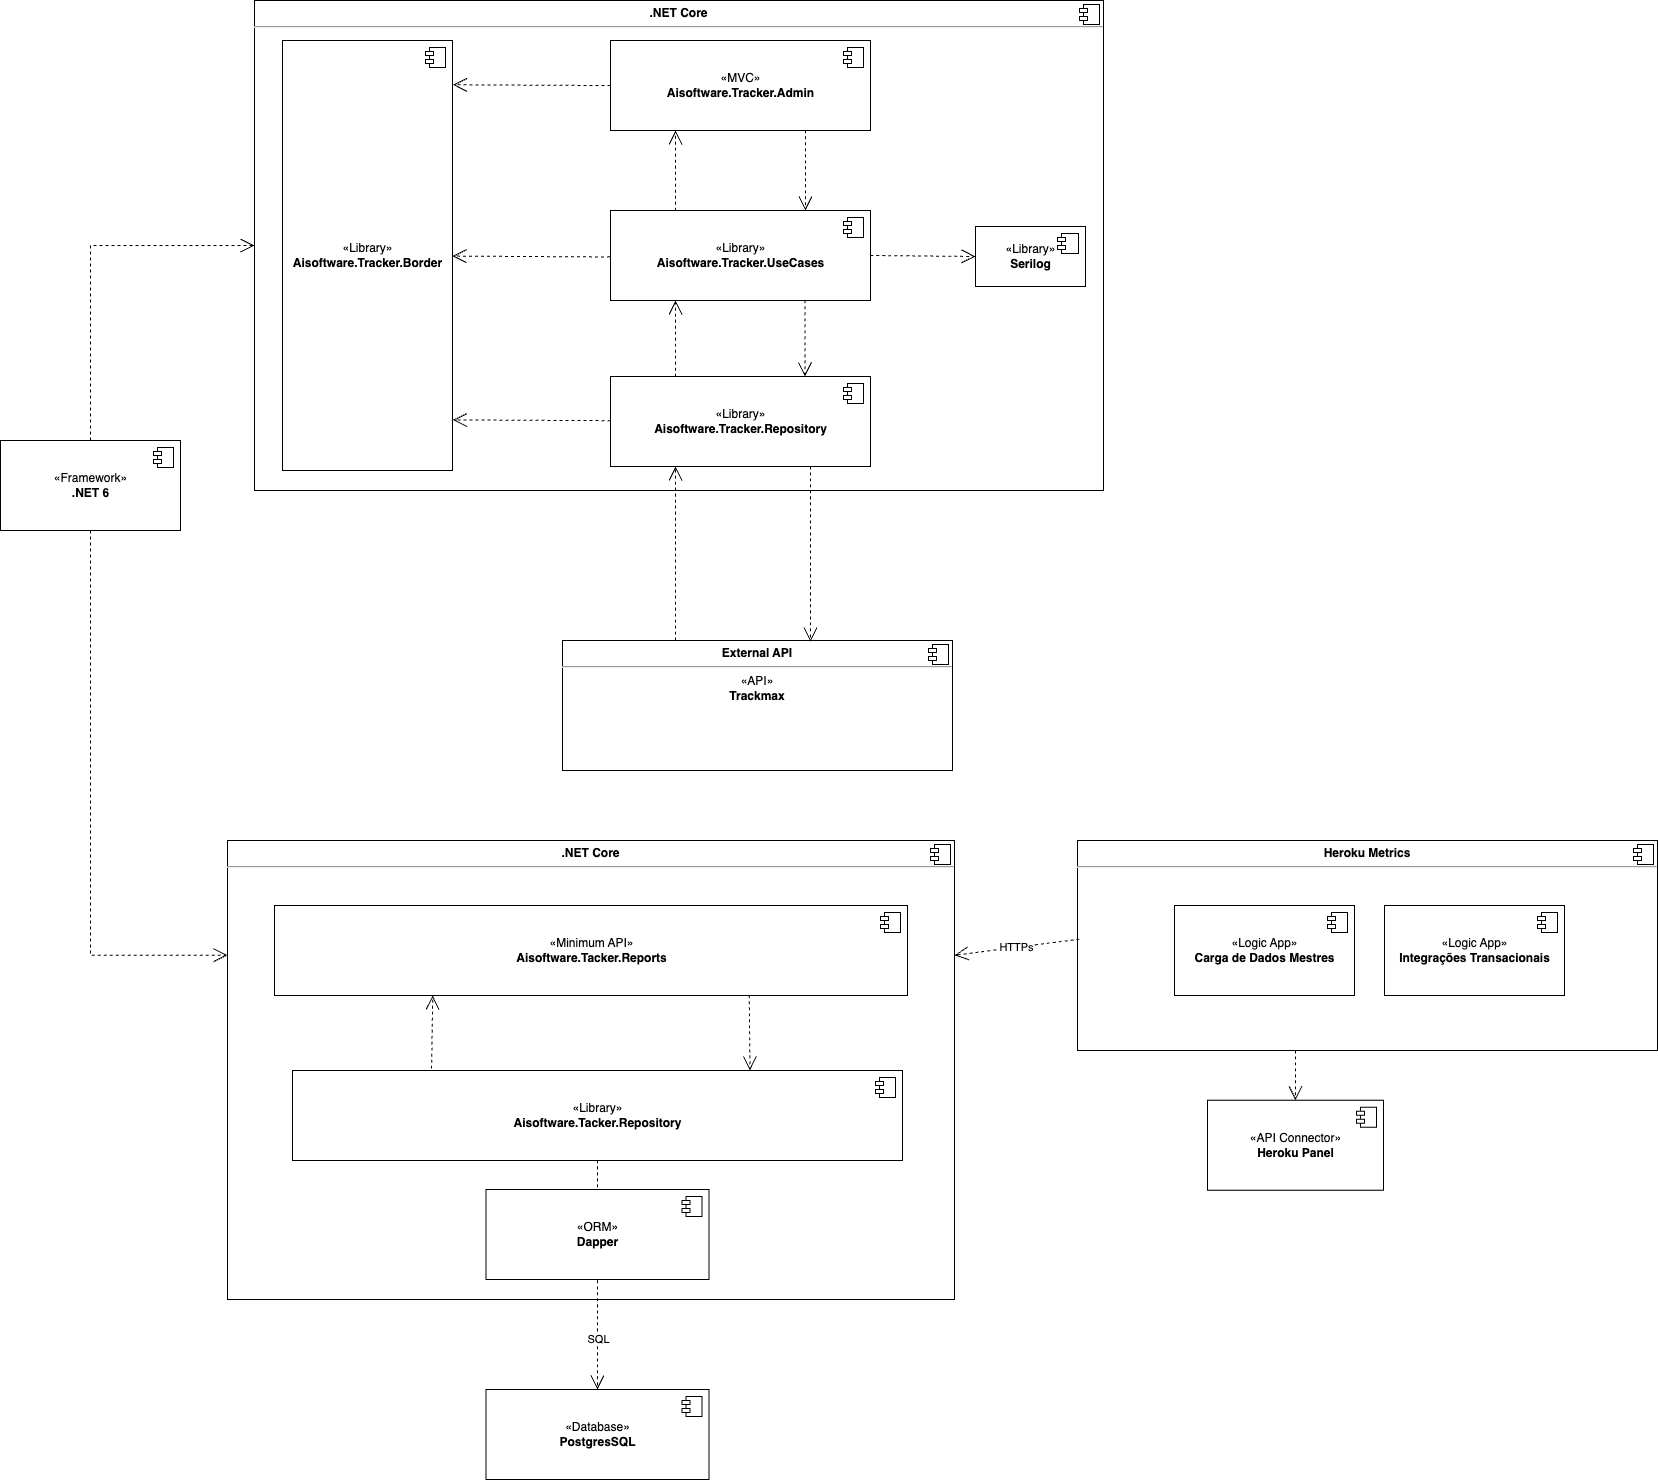 .NET Core
«MVC»
Aisoftware.Tracker.Admin
«Library»
Aisoftware.Tracker.Border
«Library»
Aisoftware.Tracker.UseCases
«Library»
Serilog
«Library»
Aisoftware.Tracker.Repository
«Framework»
.NET 6
External API
«API»
Trackmax
.NET Core
«Minimum API»
Aisoftware.Tacker.Reports
«Library»
Aisoftware.Tacker.Repository
«ORM»
Dapper
SQL
«Database»
PostgresSQL
HTTPs
Heroku Metrics
«Logic App»
Carga de Dados Mestres
«Logic App»
Integrações Transacionais
«API Connector»
Heroku Panel